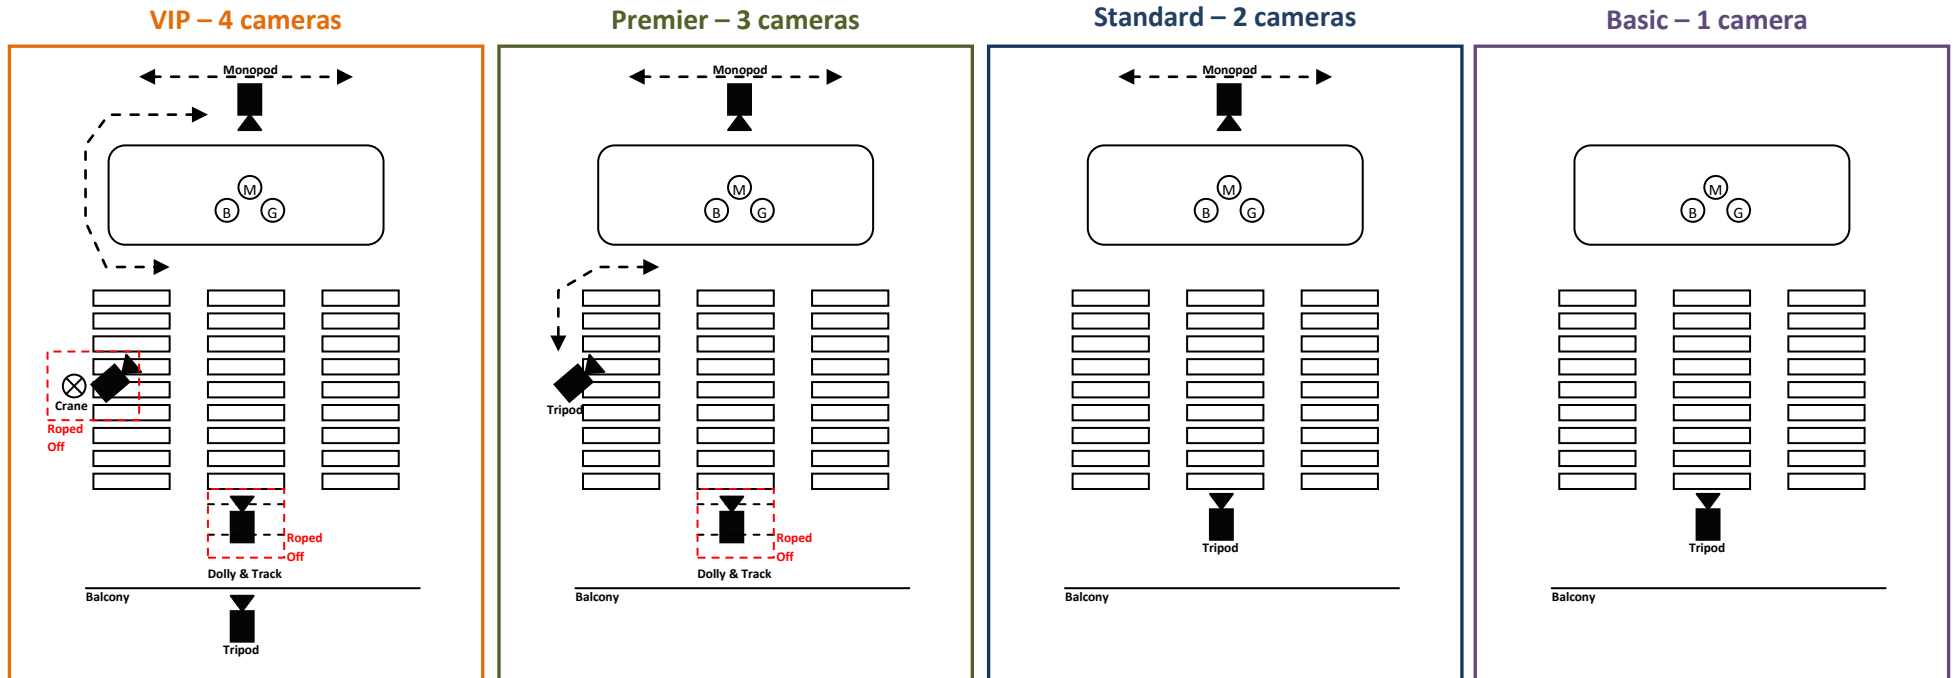 VIP – 4 cameras
Monopod
M
B G
Crane
Roped
Off
Roped
Off
Dolly & Track
Balcony
Tripod
Premier – 3 cameras
Monopod
M
B G
Tripod
Roped
Off
Dolly & Track
Balcony
Standard – 2 cameras
Monopod
M
B G
Tripod
Balcony
Basic – 1 camera
M
B G
Tripod
Balcony